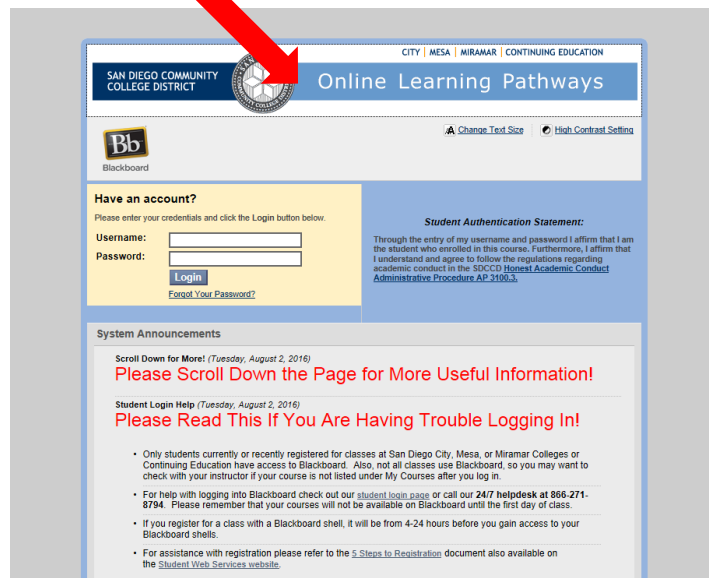 CITY | MESA | MIRAMAR | CONTINUING EDUCATION
SAN DIEGO COMMUNITY
COLLEGE DISTRICT
Online Learning Pathways
Change Text Size
High Contrast Setting
Bb
Blackboard
Have an account?
Please enter your credentials and click the Login button below.
Username:
Password:
Login
Forgot Your Password?
Student Authentication Statement:
Through the entry of my username and password I affirm that I am
the student who enrolled in this course. Furthermore, I affirm that
I understand and agree to follow the regulations regarding
academic conduct in the SDCCD Honest Academic Conduct
Administrative Procedure AP 3100.3.
System Announcements
Scroll Down for More! (Tuesday, August 2, 2016)
Please Scroll Down the Page for More Useful Information!
Student Login Help (Tuesday, August 2, 2016)
Please Read This If You Are Having Trouble Logging In!
• Only students currently or recently registered for classes at San Diego City, Mesa, or Miramar Colleges or
Continuing Education have access to Blackboard. Also, not all classes use Blackboard, so you may want to
check with your instructor if your course is not listed under My Courses after you log in.
• For help with logging into Blackboard check out our student login page or call our 24/7 helpdesk at 866-271-
8794. Please remember that your courses will not be available on Blackboard until the first day of class.
• If you register for a class with a Blackboard shell, it will be from 4-24 hours before you gain access to your
Blackboard shells.
• For assistance with registration please refer to the 5 Steps to Registration document also available on
the Student Web Services website.